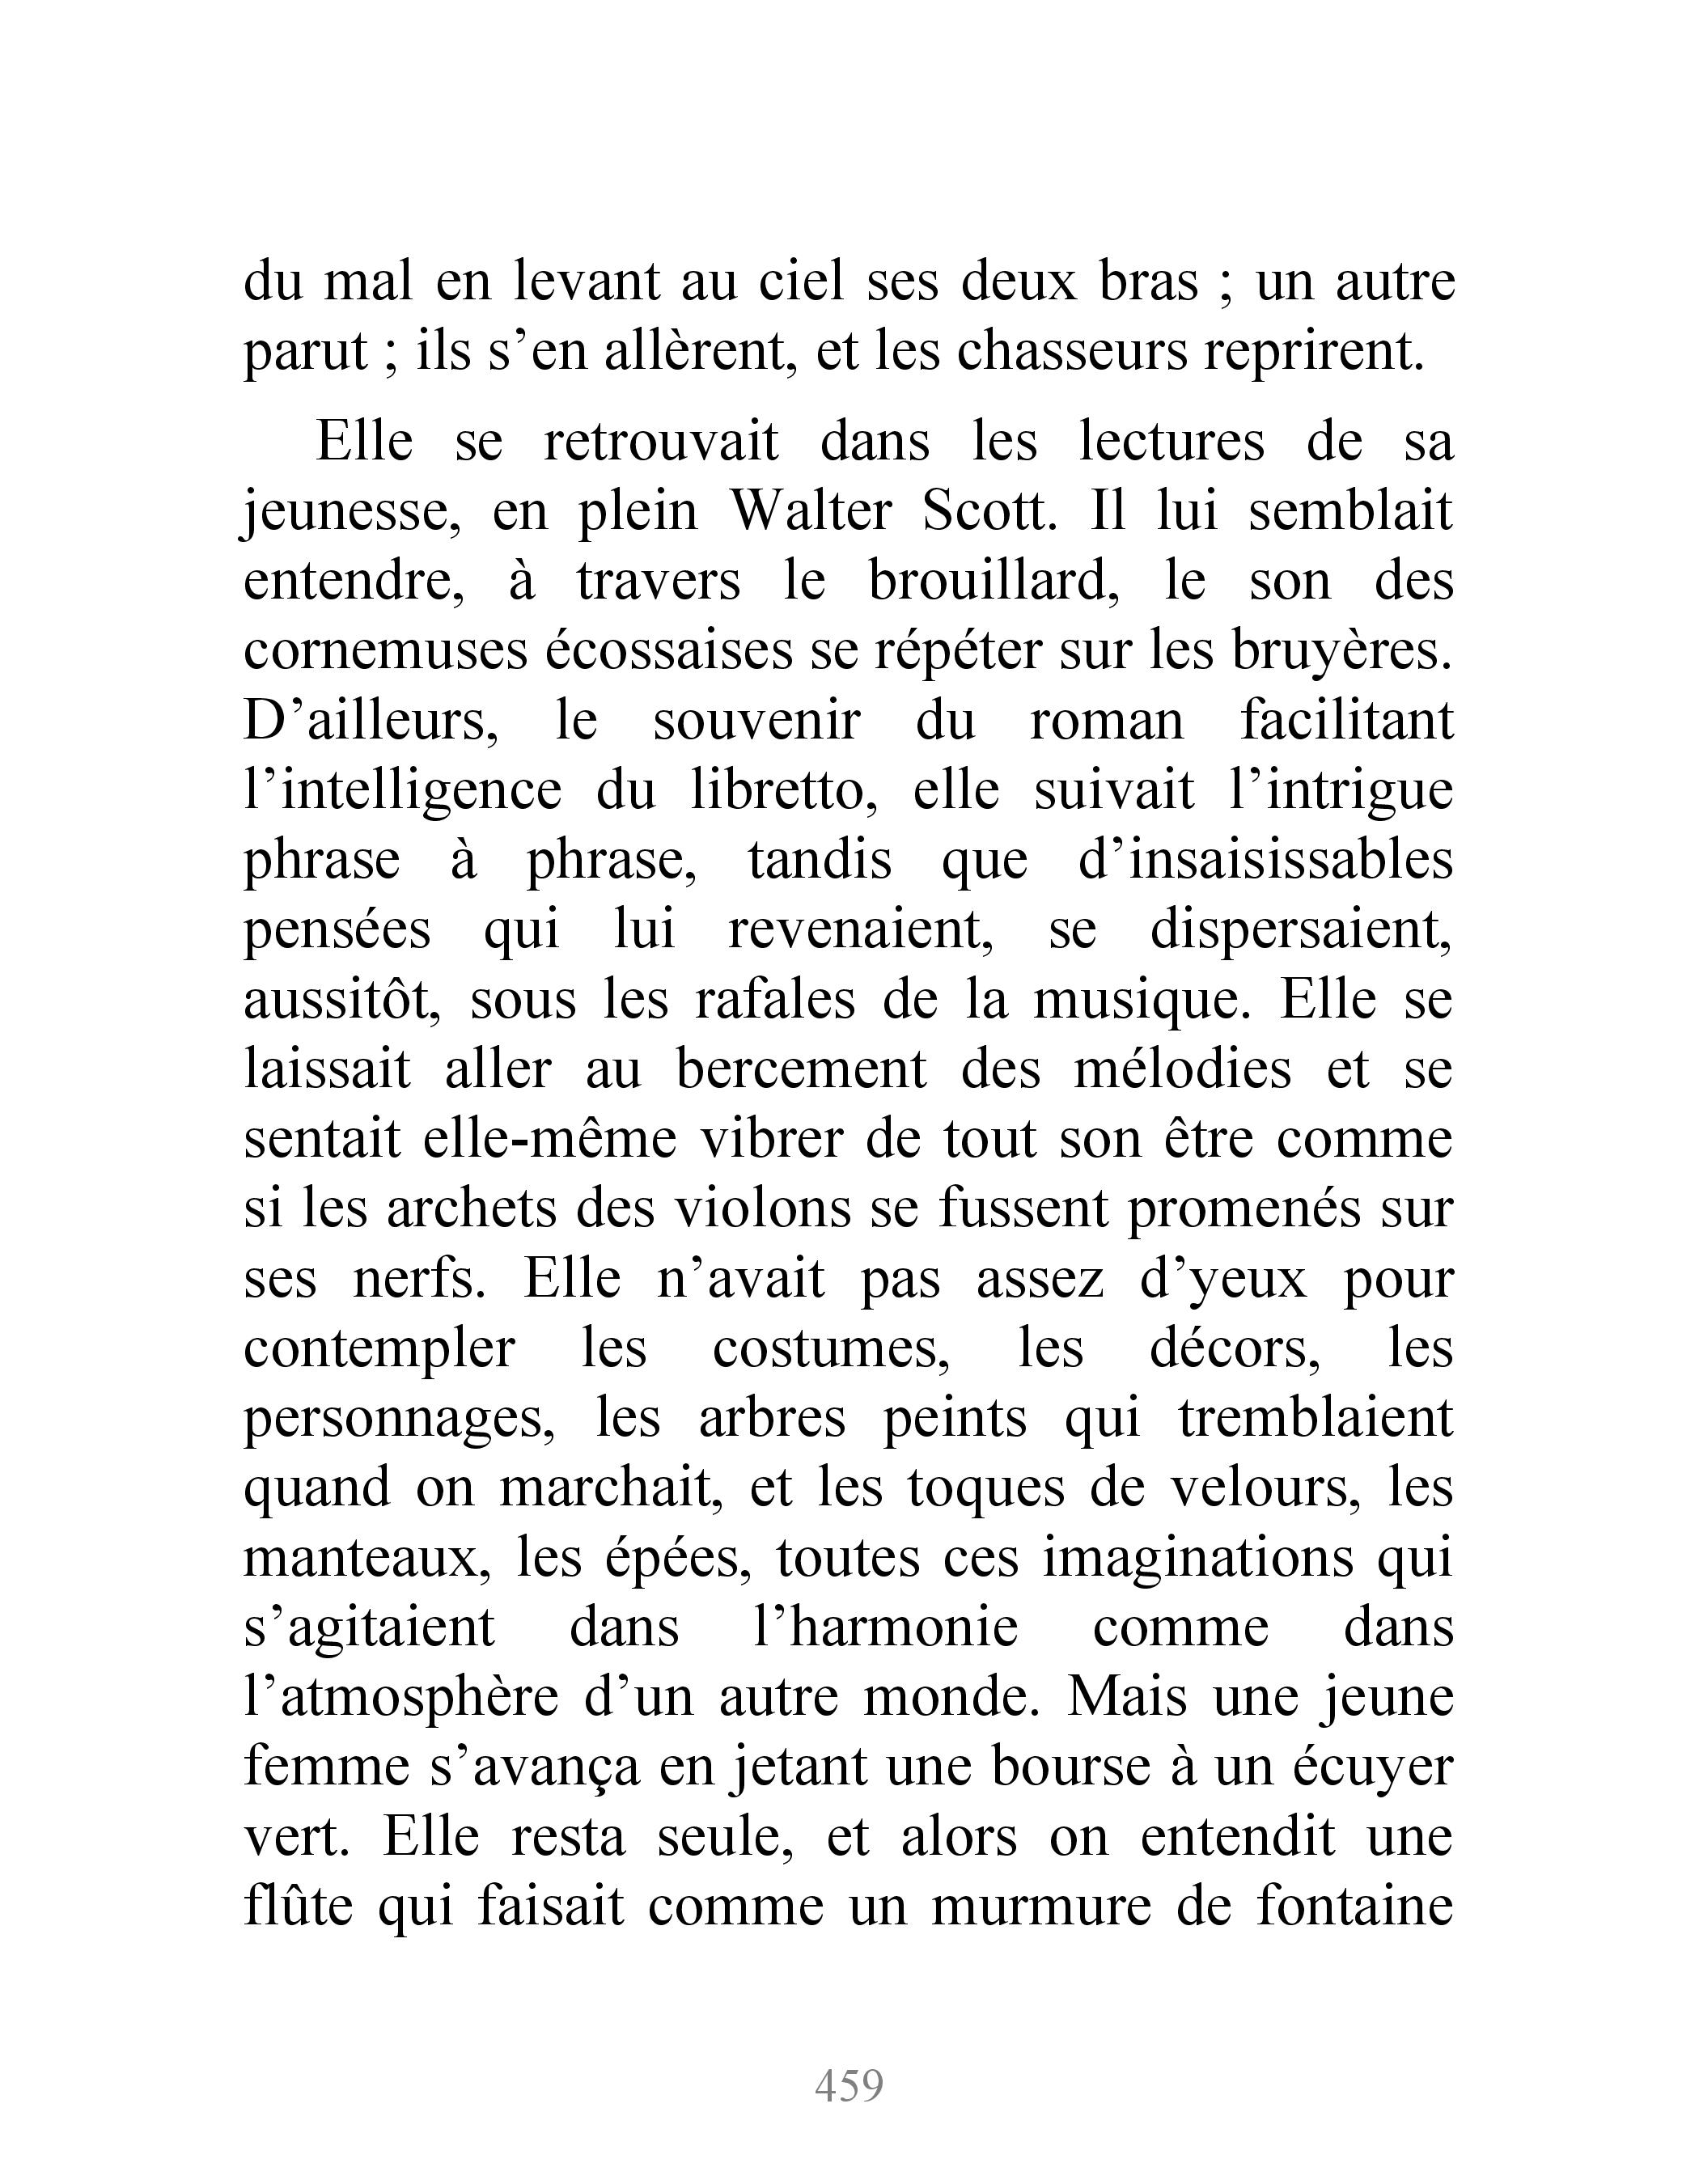 du mal en levant au ciel ses deux bras ; un autre
parut ; ils s’en allèrent, et les chasseurs reprirent.
Elle se retrouvait dans les lectures de sa
jeunesse, en plein Walter Scott. Il lui semblait
entendre, à travers le brouillard, le son des
cornemuses écossaises se répéter sur les bruyères.
D’ailleurs, le souvenir du roman facilitant
l’intelligence du libretto, elle suivait l’intrigue
phrase à phrase, tandis que d’insaisissables
pensées qui lui revenaient, se dispersaient,
aussitôt, sous les rafales de la musique. Elle se
laissait aller au bercement des mélodies et se
sentait elle-même vibrer de tout son être comme
si les archets des violons se fussent promenés sur
ses nerfs. Elle n’avait pas assez d’yeux pour
contempler les costumes, les décors, les
personnages, les arbres peints qui tremblaient
quand on marchait, et les toques de velours, les
manteaux, les épées, toutes ces imaginations qui
s’agitaient dans l’harmonie comme dans
l’atmosphère d’un autre monde. Mais une jeune
femme s’avança en jetant une bourse à un écuyer
vert. Elle resta seule, et alors on entendit une
flûte qui faisait comme un murmure de fontaine
459